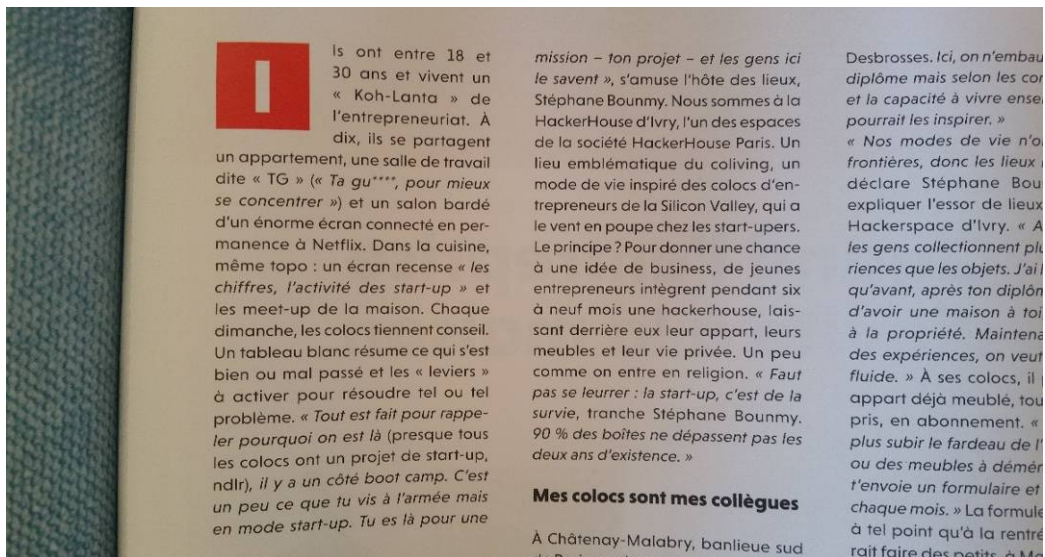 Ils ont entre 18 et
30 ans et vivent un
« Koh-Lanta » de
l'entrepreneuriat. À
dix, ils se partagent
un appartement, une salle de travail
dite « TG » (« Ta gu****, pour mieux
se concentrer ») et un salon bardé
d'un énorme écran connecté en per-
manence à Netflix. Dans la cuisine,
même topo : un écran recense « les
chiffres, l'activité des start-up » et
les meet-up de la maison. Chaque
dimanche, les colocs tiennent conseil.
Un tableau blanc résume ce qui s'est
bien ou mal passé et les « leviers »
à activer pour résoudre tel ou tel
problème. « Tout est fait pour rappe-
ler pourquoi on est là (presque tous
les colocs ont un projet de start-up,
ndlr), il y a un côté boot camp. C'est
un peu ce que tu vis à l'armée mais
en mode start-up. Tu es là pour une
mission – ton projet – et les gens ici
le savent », s'amuse l'hôte des lieux,
Stéphane Bounmy. Nous sommes à la
HackerHouse d'Ivry, l'un des espaces
de la société HackerHouse Paris. Un
lieu emblématique du coliving, un
mode de vie inspiré des colocs d'en-
trepreneurs de la Silicon Valley, qui a
le vent en poupe chez les start-upers.
Le principe ? Pour donner une chance
à une idée de business, de jeunes
entrepreneurs intègrent pendant six
à neuf mois une hackerhouse, lais-
sant derrière eux leur appart, leurs
meubles et leur vie privée. Un peu
comme on entre en religion. « Faut
pas se leurrer : la start-up, c'est de la
survie, tranche Stéphane Bounmy.
90 % des boîtes ne dépassent pas les
deux ans d'existence. »
Mes colocs sont mes collègues
À Châtenay-Malabry, banlieue sud
Desbrosses. Ici, on n'embau
diplôme mais selon les co
et la capacité à vivre ense
pourrait les inspirer. »
« Nos modes de vie n'o
frontières, donc les lieux
déclare Stéphane Bou
expliquer l'essor de lieux
Hackerspace d'Ivry. « A
les gens collectionnent plu
riences que les objets. J'ai
qu'avant, après ton diplôm
d'avoir une maison à toi
à la propriété. Maintena
des expériences, on veut
fluide. » À ses colocs, il
appart déjà meublé, tou
pris, en abonnement. «
plus subir le fardeau de l'
ou des meubles à démén
t'envoie un formulaire et
chaque mois. » La formule
à tel point qu'à la rentré
rait faire des petits, à